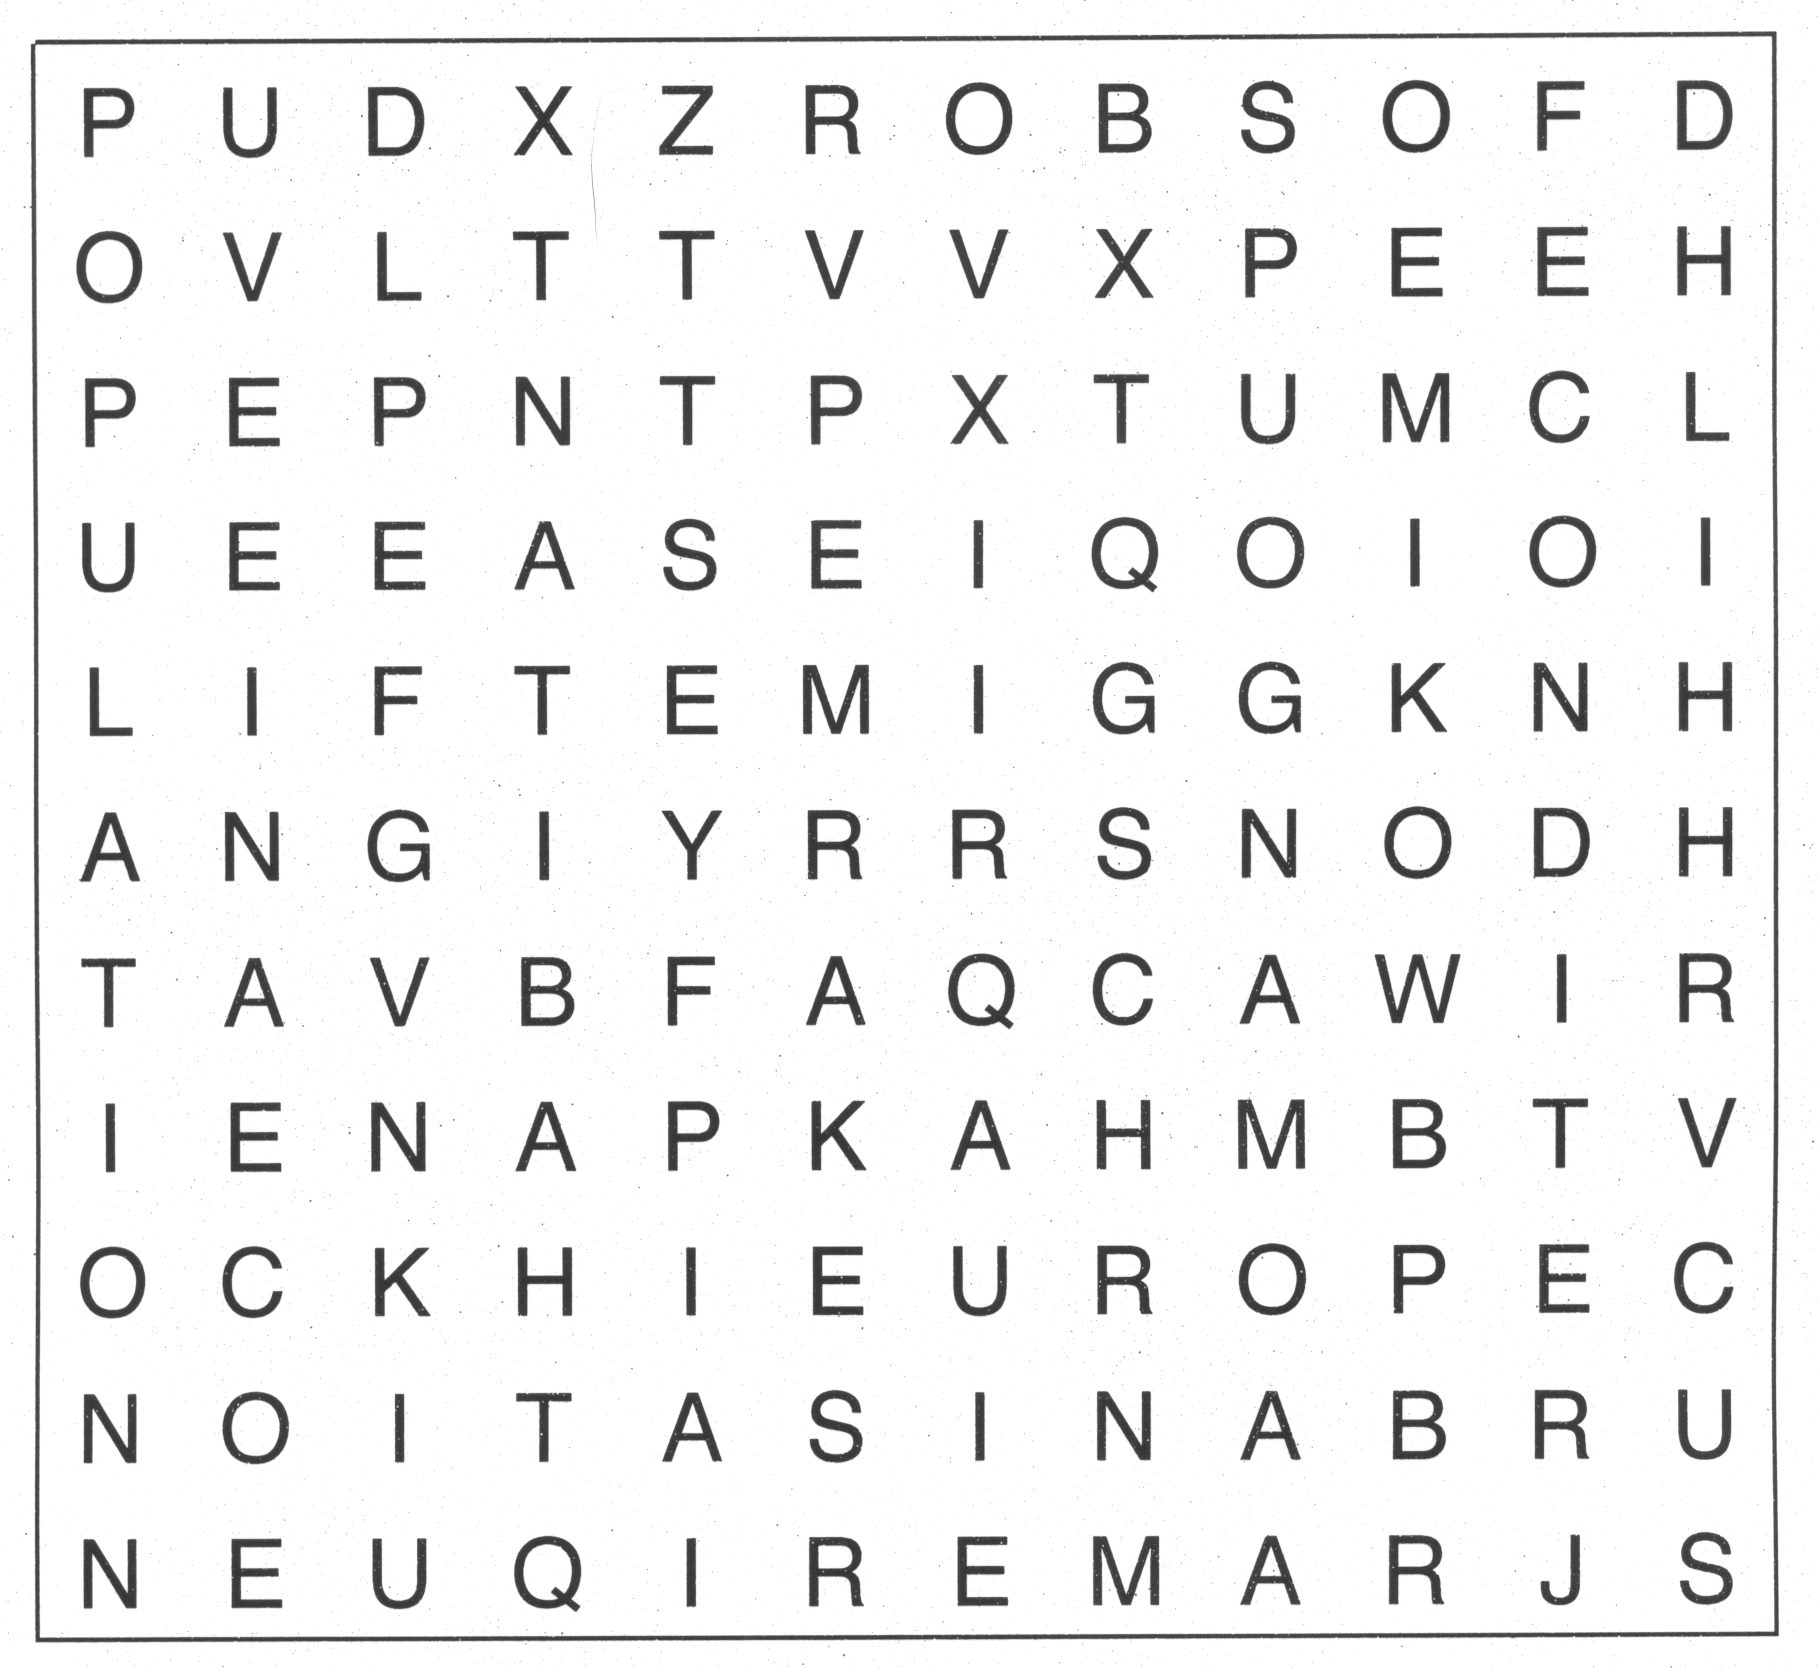 P U D X Z R O B S O F D
O V L T T V V X P E E H
P E P N T P X T U M C L
U E E A S E I Q O I O I
L I F T E M I G G K N H
A N G I Y R R S N O D H
T A V B F A Q C A W I R
I E N A P K A H M B T V
O C K H I E U R O P E C
N O I T A S I N A B R U
N E U Q I R E M A R J S